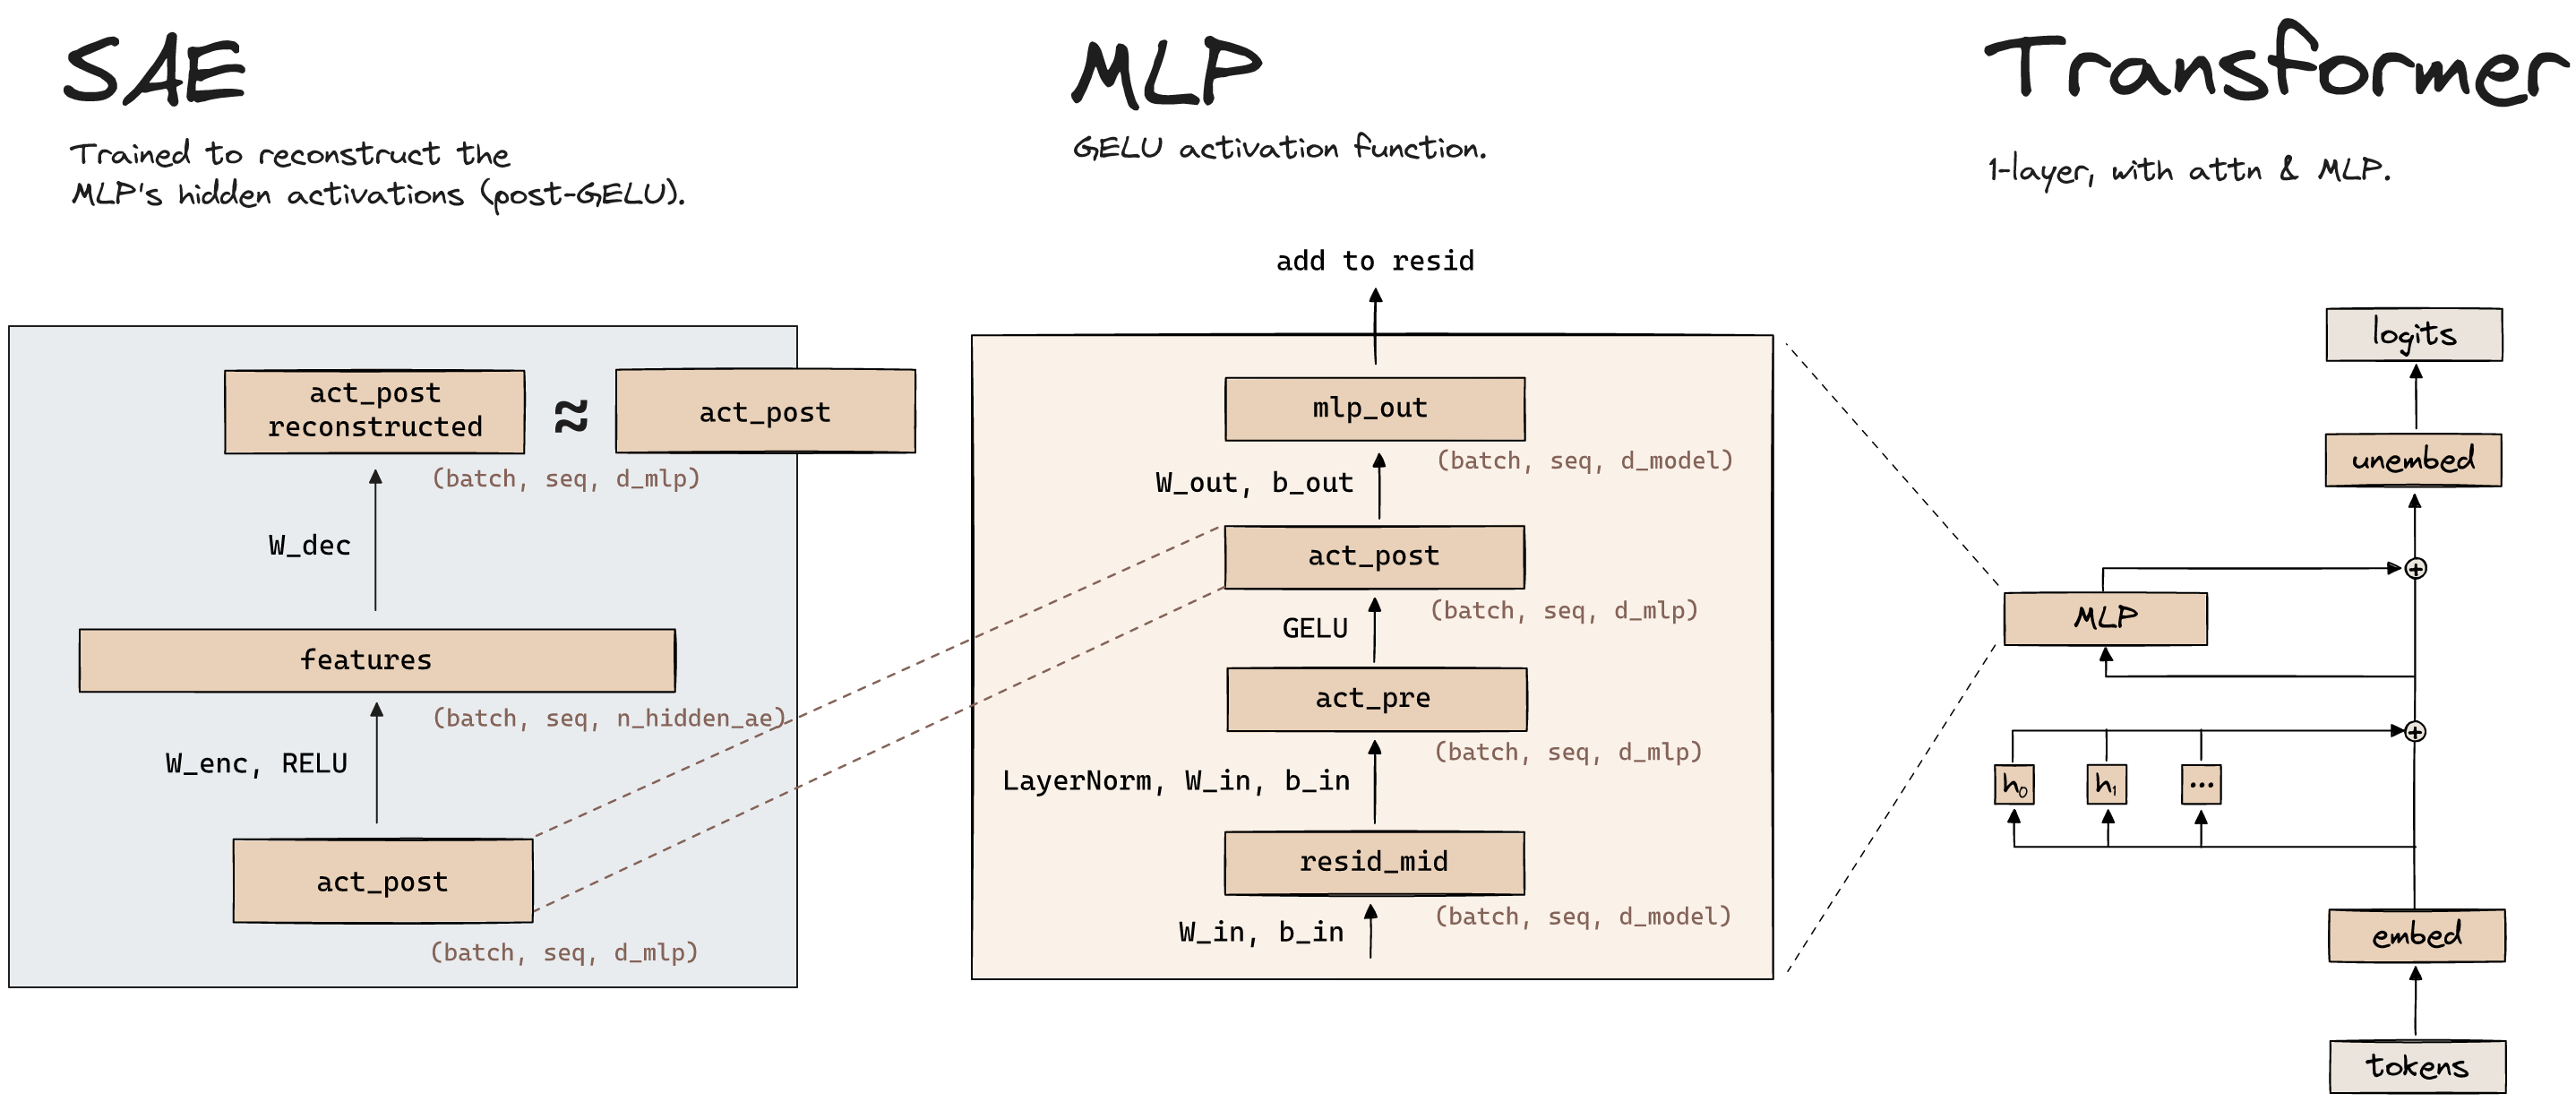 SAE
Trained to reconstruct the
MLP's hidden activations (post-GELU).
act_post
reconstructed
≈
act_post
(batch, seq, d_mlp)
W_dec
features
(batch, seq, n_hidden_ae)
W_enc, RELU
act_post
(batch, seq, d_mlp)
MLP
GELU activation function.
add to resid
mlp_out
(batch, seq, d_model)
W_out, b_out
act_post
(batch, seq, d_mlp)
GELU
act_pre
(batch, seq, d_mlp)
LayerNorm, W_in, b_in
resid_mid
(batch, seq, d_model)
W_in, b_in
Transformer
1-layer, with attn & MLP.
logits
unembed
+
MLP
+
h₀ h₁ ...
embed
tokens